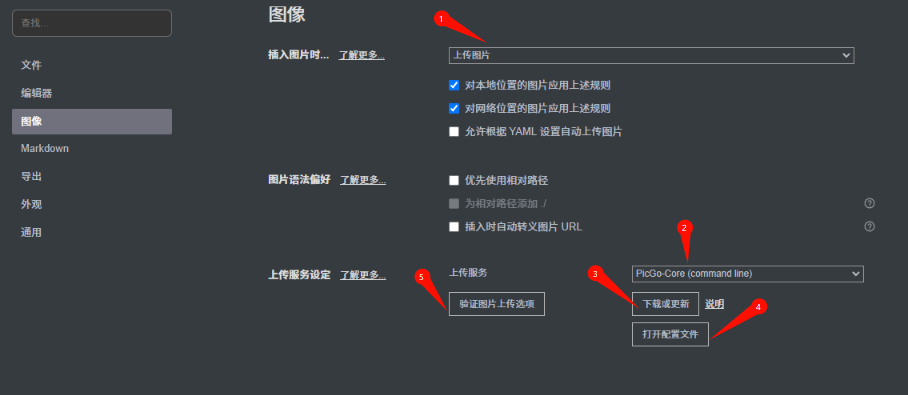 图像
查找...
文件
编辑器
图像
Markdown
导出
外观
通用
1
插入图片时... 了解更多... 上传图片
对本地位置的图片应用上述规则
对网络位置的图片应用上述规则
允许根据 YAML 设置自动上传图片
图片语法偏好 了解更多... 优先使用相对路径
为相对路径添加 ./
插入时自动转义图片 URL
2
上传服务设定 了解更多... 上传服务 PicGo-Core (command line)
5
3
验证图片上传选项 下载或更新 说明
4
打开配置文件